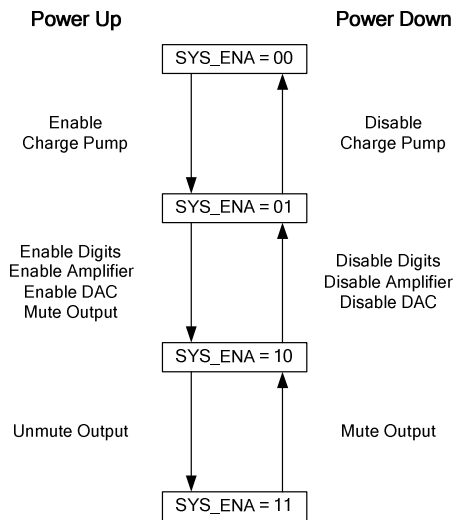 Power Up
Power Down
SYS_ENA = 00
Enable
Charge Pump
Disable
Charge Pump
SYS_ENA = 01
Enable Digits
Enable Amplifier
Enable DAC
Mute Output
Disable Digits
Disable Amplifier
Disable DAC
SYS_ENA = 10
Unmute Output
Mute Output
SYS_ENA = 11